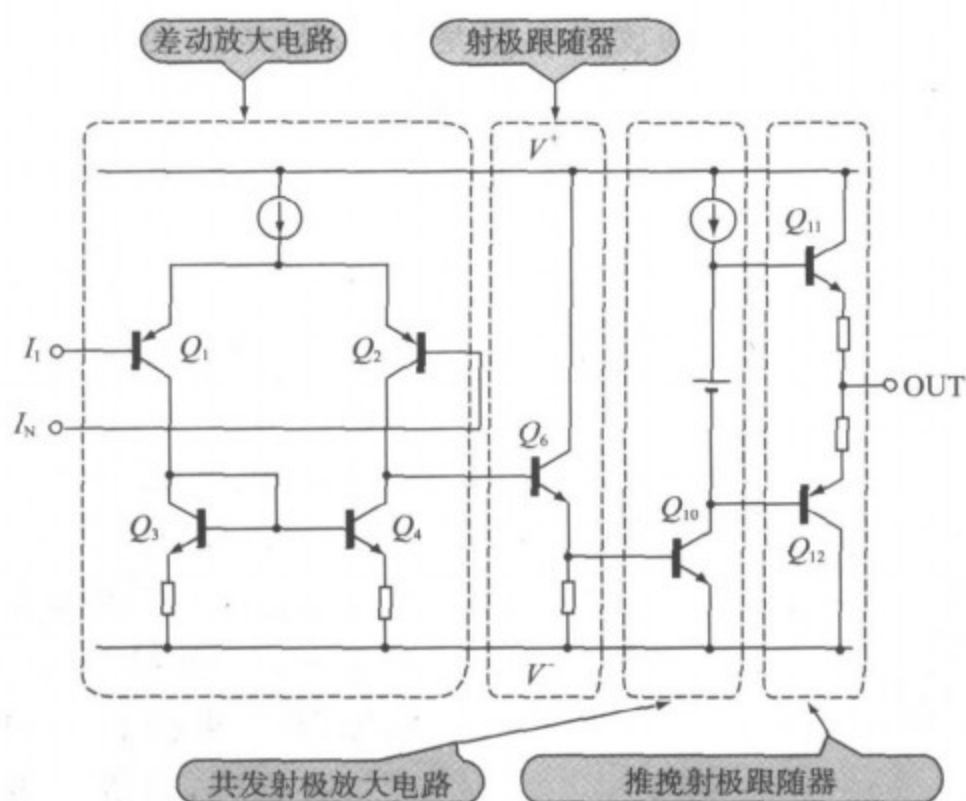 差动放大电路
射极跟随器
V⁺
Q₁₁
I₁
Q₁
Q₂
OUT
I_N
Q₆
Q₃
Q₄
Q₁₀
Q₁₂
V⁻
共发射极放大电路
推挽射极跟随器